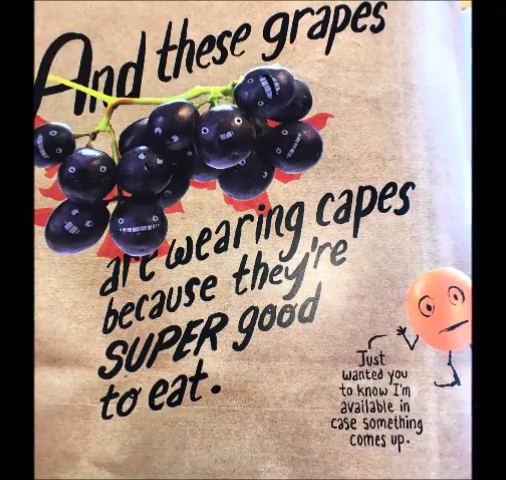 And these grapes
are wearing capes
because they're
SUPER good
to eat.
Just
wanted you
to know I'm
available in
case something
comes up.